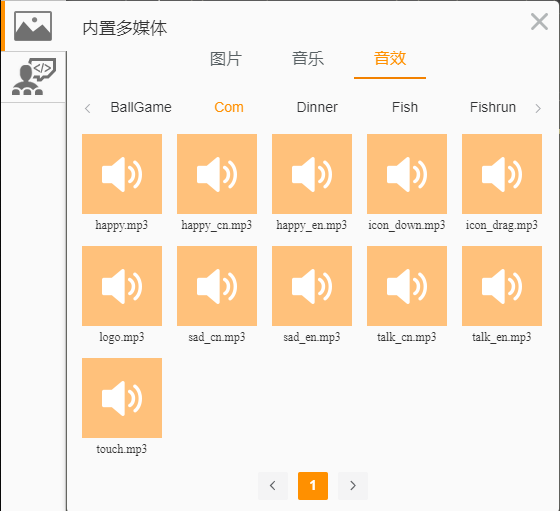 内置多媒体
图片 音乐 音效
BallGame Com Dinner Fish Fishrun
happy.mp3 happy_cn.mp3 happy_en.mp3 icon_down.mp3 icon_drag.mp3
logo.mp3 sad_cn.mp3 sad_en.mp3 talk_cn.mp3 talk_en.mp3
touch.mp3
1